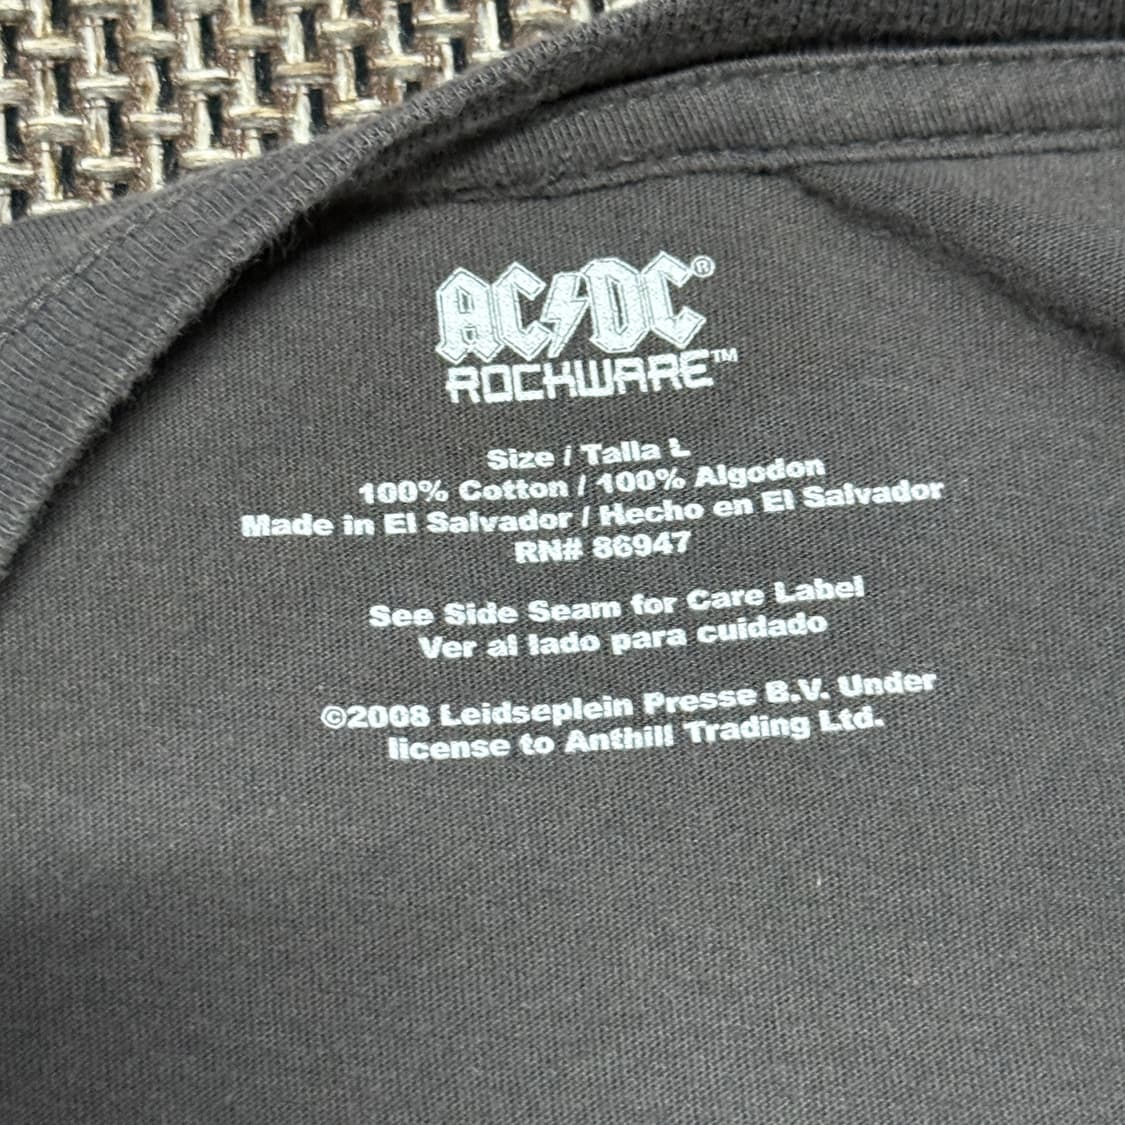 AC/DC®
ROCKWARE™
Size / Talla L
100% Cotton / 100% Algodon
Made in El Salvador / Hecho en El Salvador
RN# 86947
See Side Seam for Care Label
Ver al lado para cuidado
©2008 Leidseplein Presse B.V. Under
license to Anthill Trading Ltd.